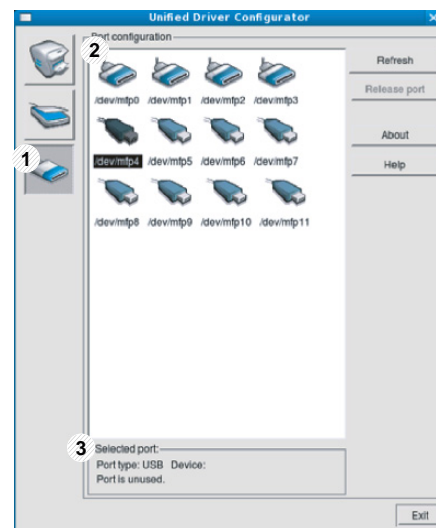 Unified Driver Configurator
Port configuration
2
/dev/mfp0 /dev/mfp1 /dev/mfp2 /dev/mfp3
Refresh
Release port
About
Help
1
/dev/mfp4 /dev/mfp5 /dev/mfp6 /dev/mfp7
/dev/mfp8 /dev/mfp9 /dev/mfp10 /dev/mfp11
3
Selected port:
Port type: USB Device:
Port is unused.
Exit